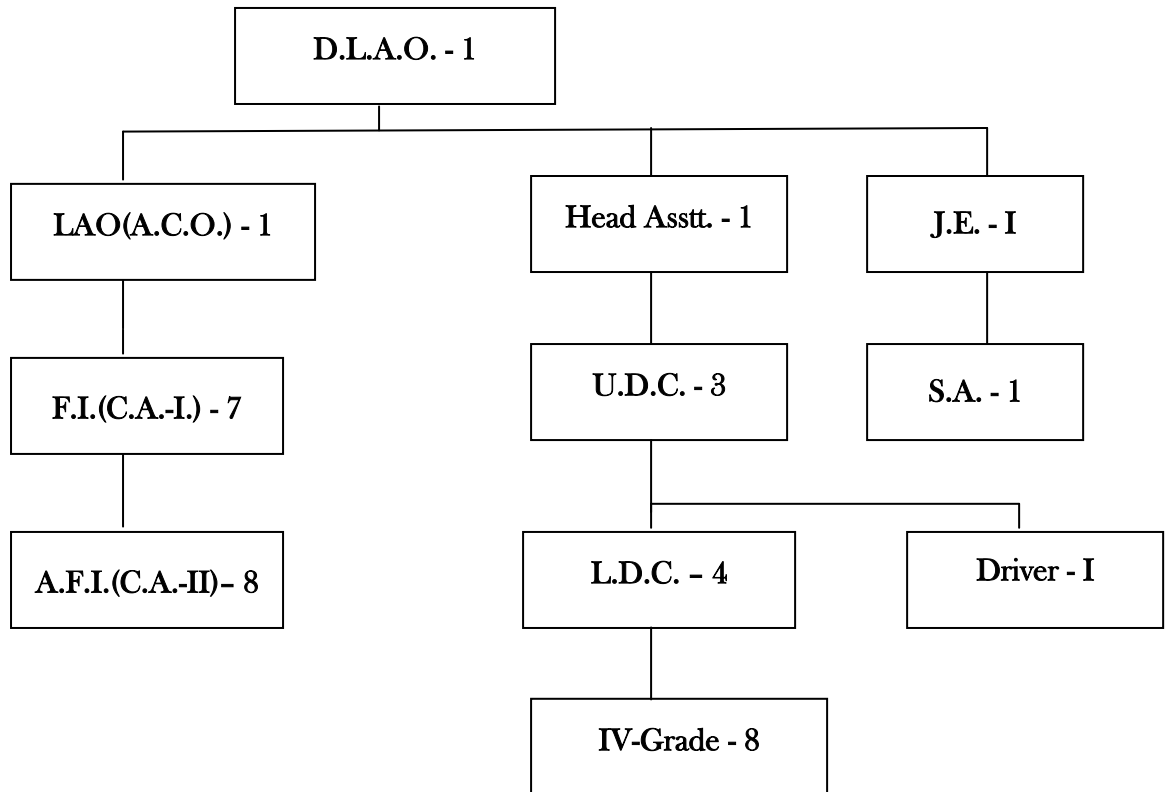 D.L.A.O. - 1
LAO(A.C.O.) - 1
Head Asstt. - 1
J.E. - I
F.I.(C.A.-I.) - 7
U.D.C. - 3
S.A. - 1
A.F.I.(C.A.-II)– 8
L.D.C. – 4
Driver - I
IV-Grade - 8